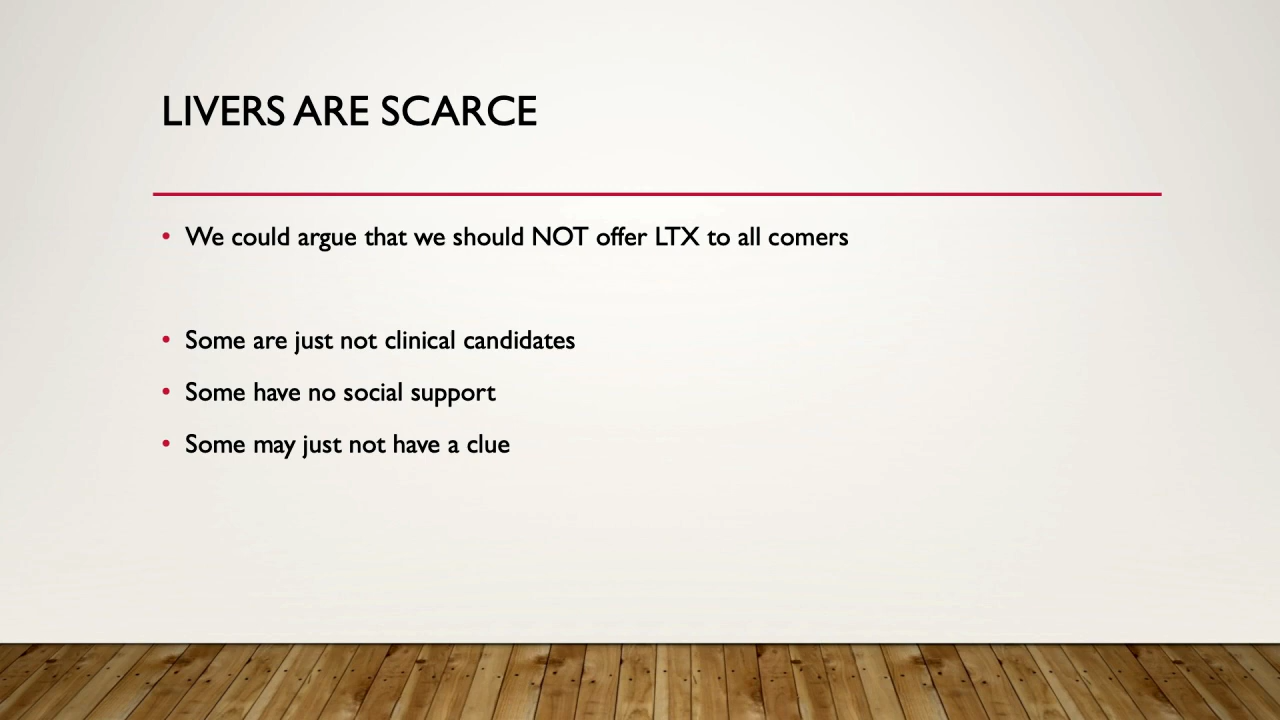 LIVERS ARE SCARCE
• We could argue that we should NOT offer LTX to all comers
• Some are just not clinical candidates
• Some have no social support
• Some may just not have a clue